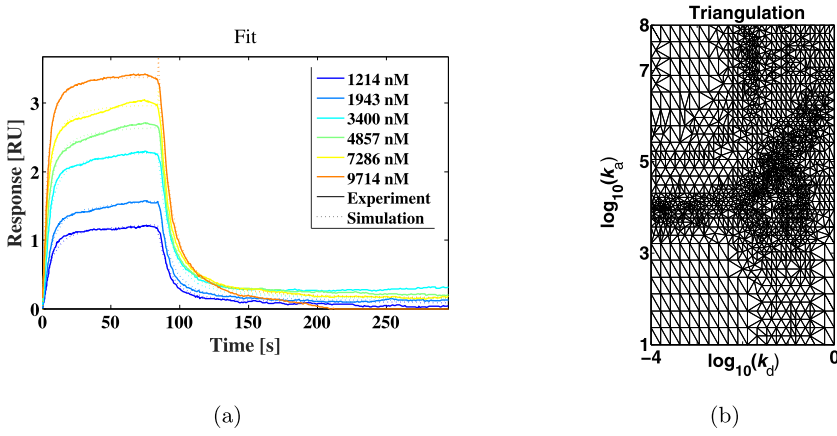 Fit
Response [RU]
3
2
1
0
0 50 100 150 200 250
Time [s]
1214 nM
1943 nM
3400 nM
4857 nM
7286 nM
9714 nM
Experiment
Simulation
(a)
Triangulation
log10(ka)
8
7
5
3
1
−4 0
log10(kd)
(b)